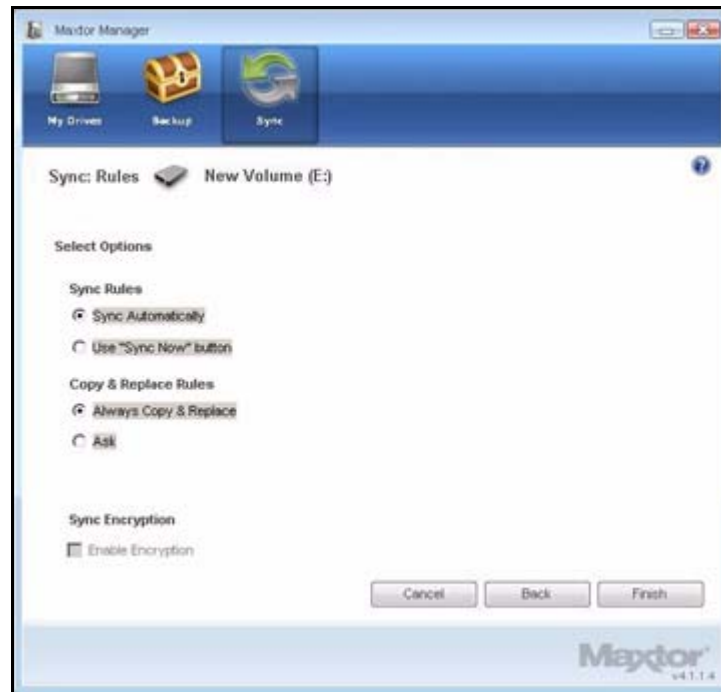 Maxtor Manager
My Drives Backup Sync
Sync: Rules New Volume (E:)
Select Options
Sync Rules
Sync Automatically
Use "Sync Now" button
Copy & Replace Rules
Always Copy & Replace
Ask
Sync Encryption
Enable Encryption
Cancel Back Finish
Maxtor
v4.1.1.4